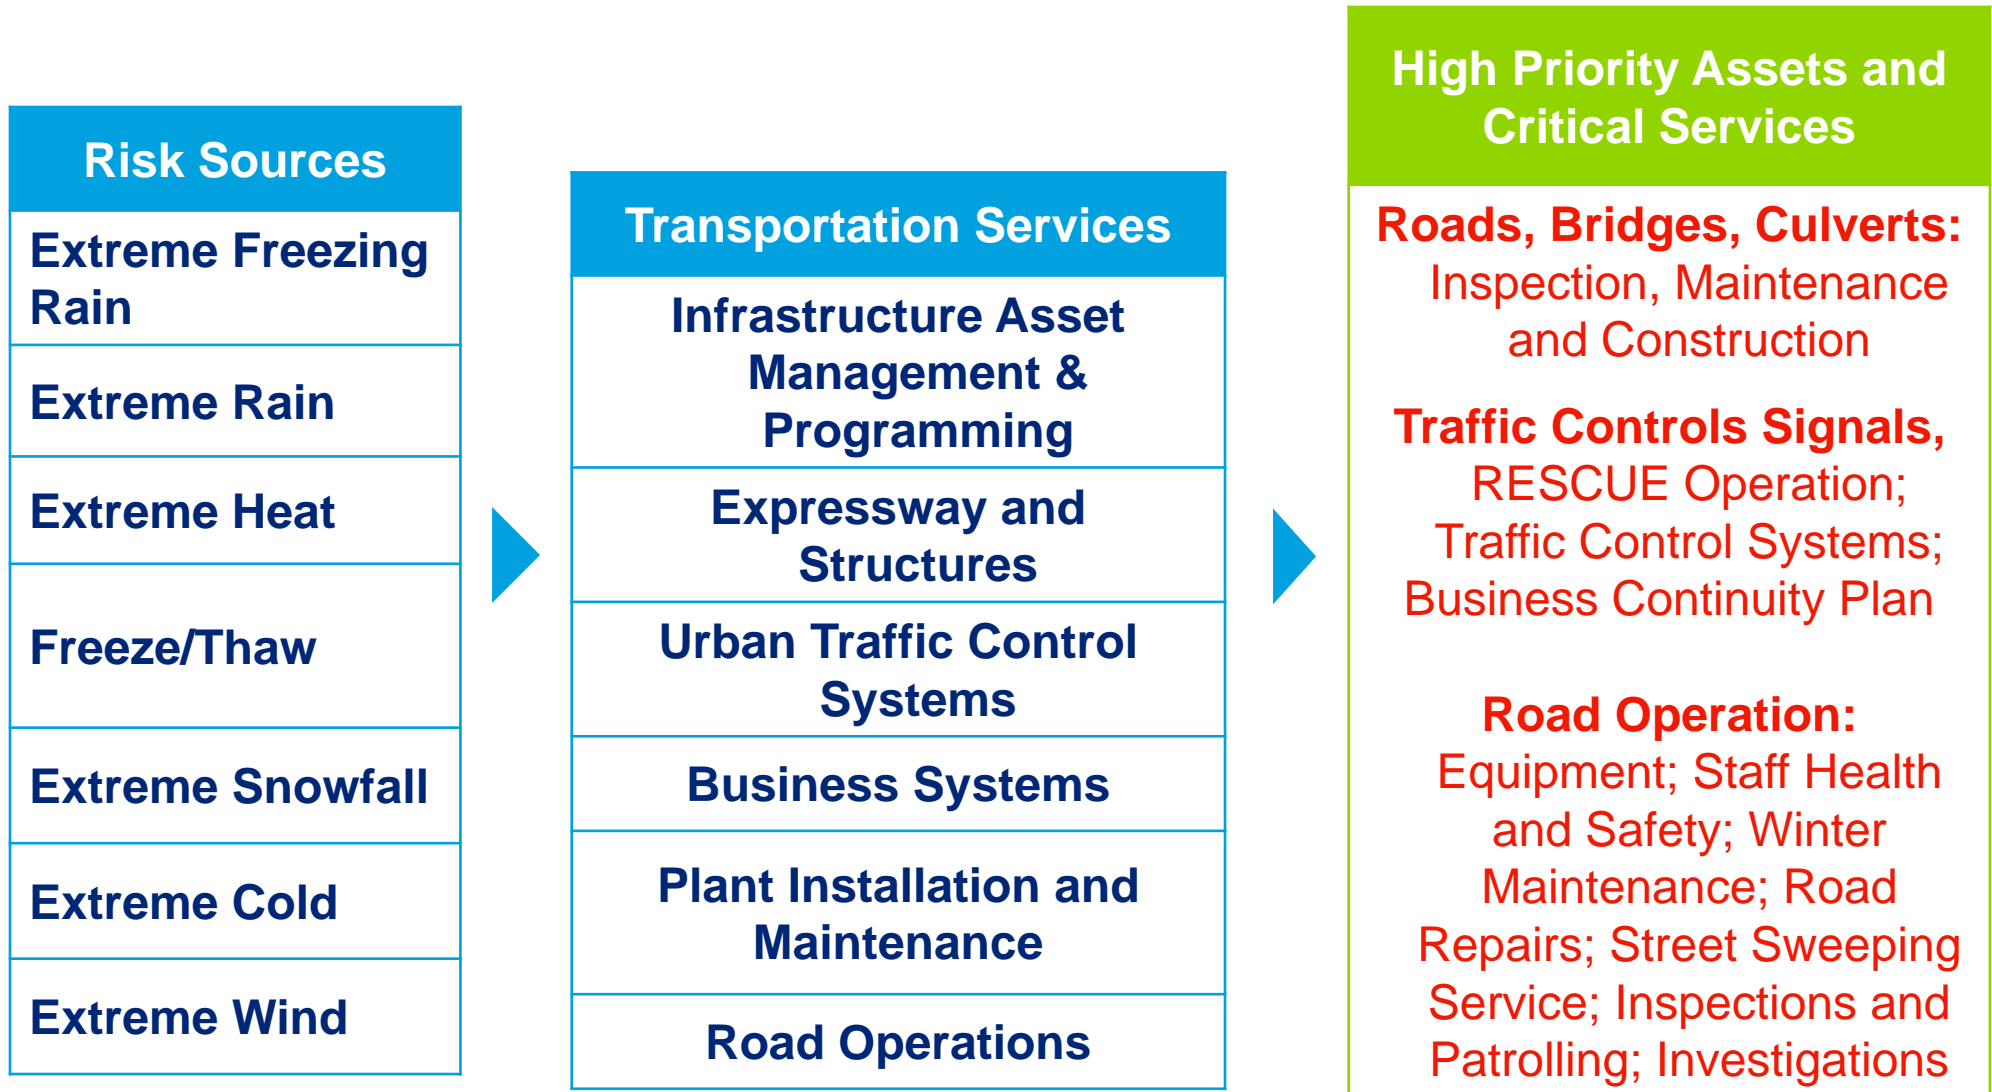 Risk Sources
Extreme Freezing
Rain
Extreme Rain
Extreme Heat
Freeze/Thaw
Extreme Snowfall
Extreme Cold
Extreme Wind
Transportation Services
Infrastructure Asset
Management &
Programming
Expressway and
Structures
Urban Traffic Control
Systems
Business Systems
Plant Installation and
Maintenance
Road Operations
High Priority Assets and
Critical Services
Roads, Bridges, Culverts:
Inspection, Maintenance
and Construction
Traffic Controls Signals,
RESCUE Operation;
Traffic Control Systems;
Business Continuity Plan
Road Operation:
Equipment; Staff Health
and Safety; Winter
Maintenance; Road
Repairs; Street Sweeping
Service; Inspections and
Patrolling; Investigations